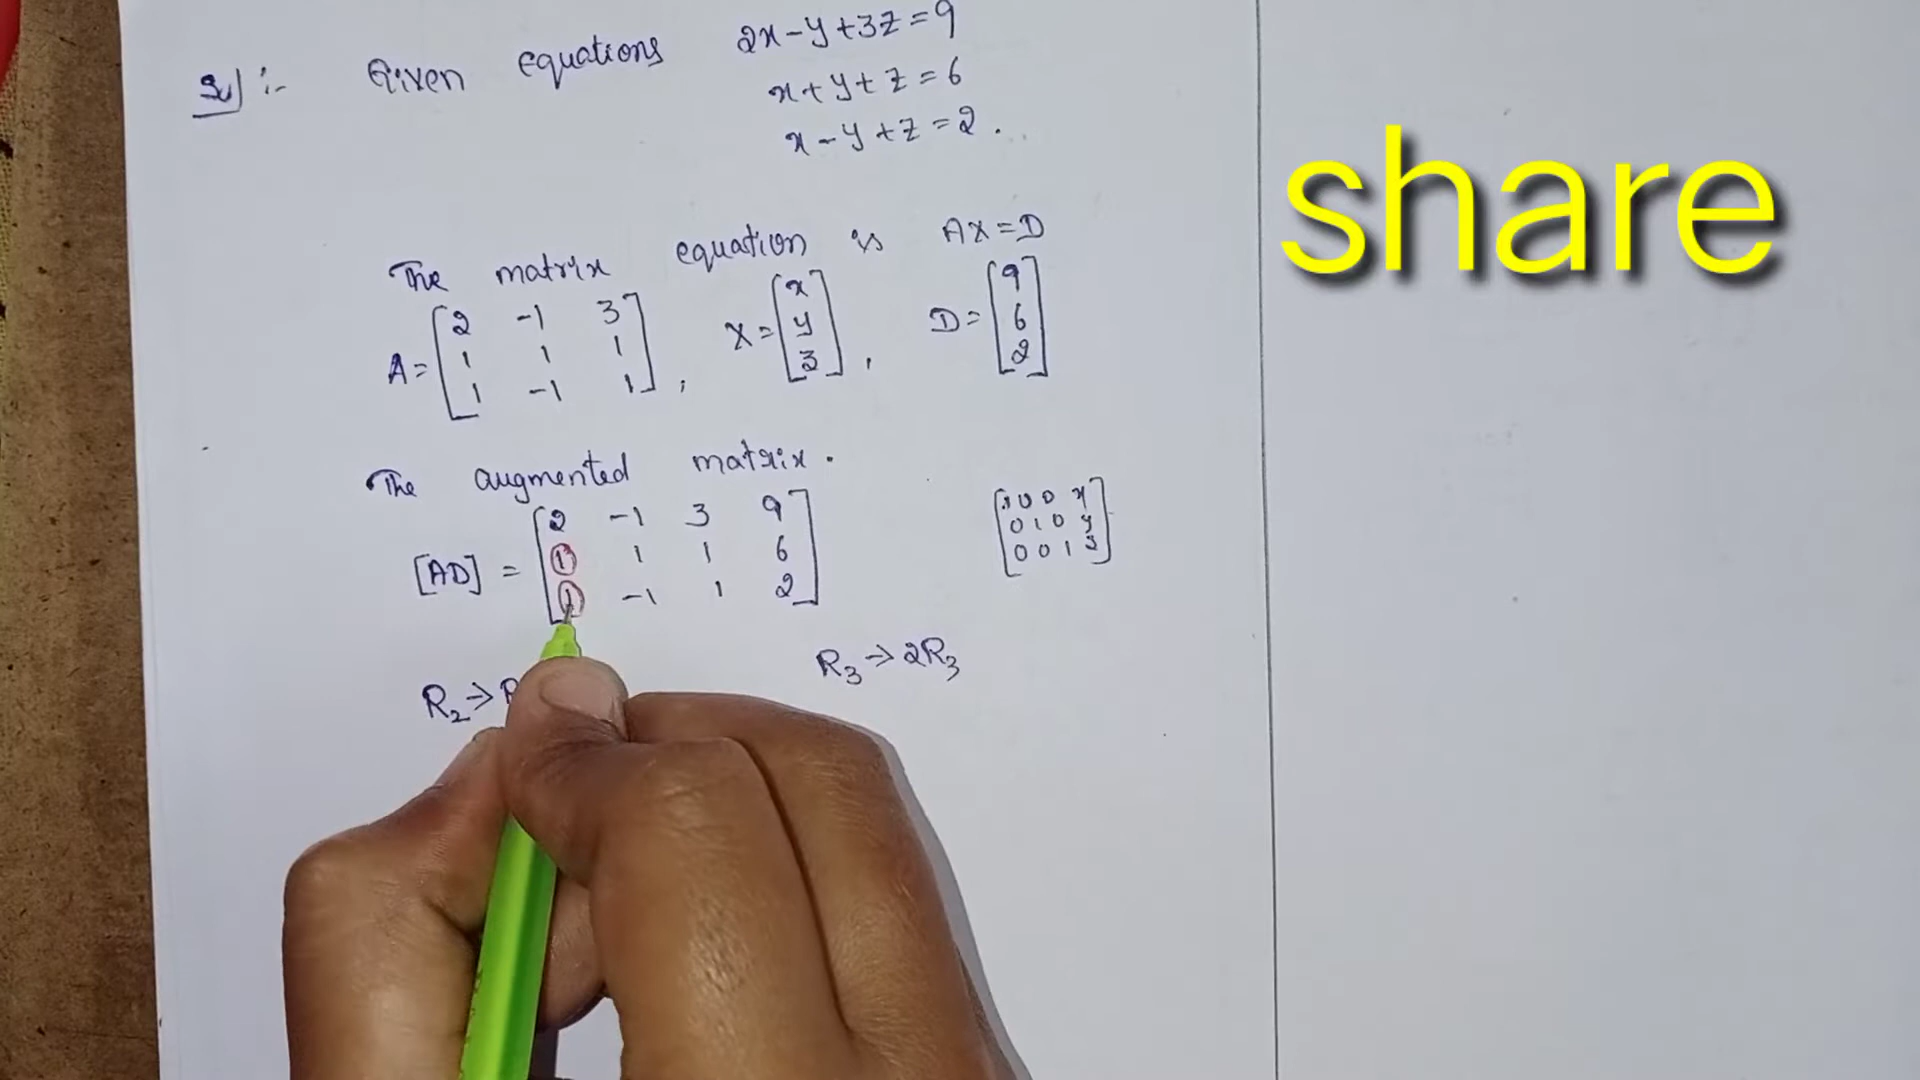 Sol :- Given equations 2x - y + 3z = 9
x + y + z = 6
x - y + z = 2 .
share
The matrix equation is AX = D
A = [2 -1 3
1 1 1
1 -1 1] , X = [x
y
z] , D = [9
6
2]
The augmented matrix .
[AD] = [2 -1 3 9
1 1 1 6
1 -1 1 2]
[1 0 0 x
0 1 0 y
0 0 1 z]
R3 → 2R3
R2 →